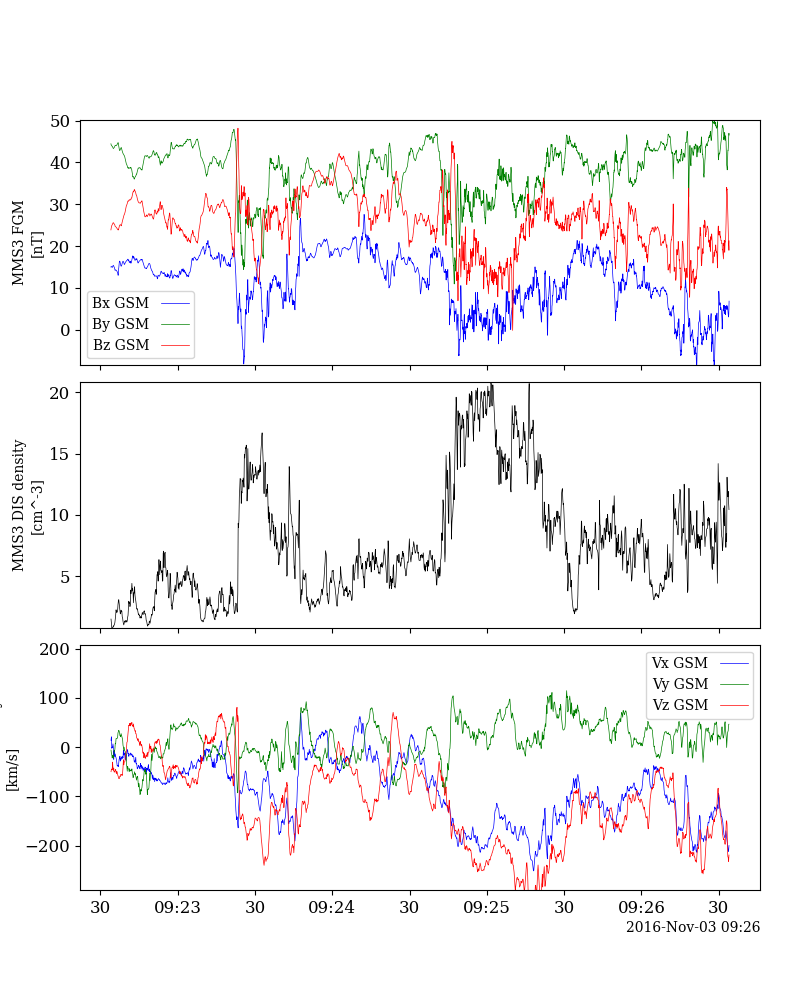 50
40
30
20
10
0
MMS3 FGM
[nT]
Bx GSM
By GSM
Bz GSM
20
15
10
5
MMS3 DIS density
[cm^-3]
200
100
0
−100
−200
[km/s]
Vx GSM
Vy GSM
Vz GSM
30 09:23 30 09:24 30 09:25 30 09:26 30
2016-Nov-03 09:26